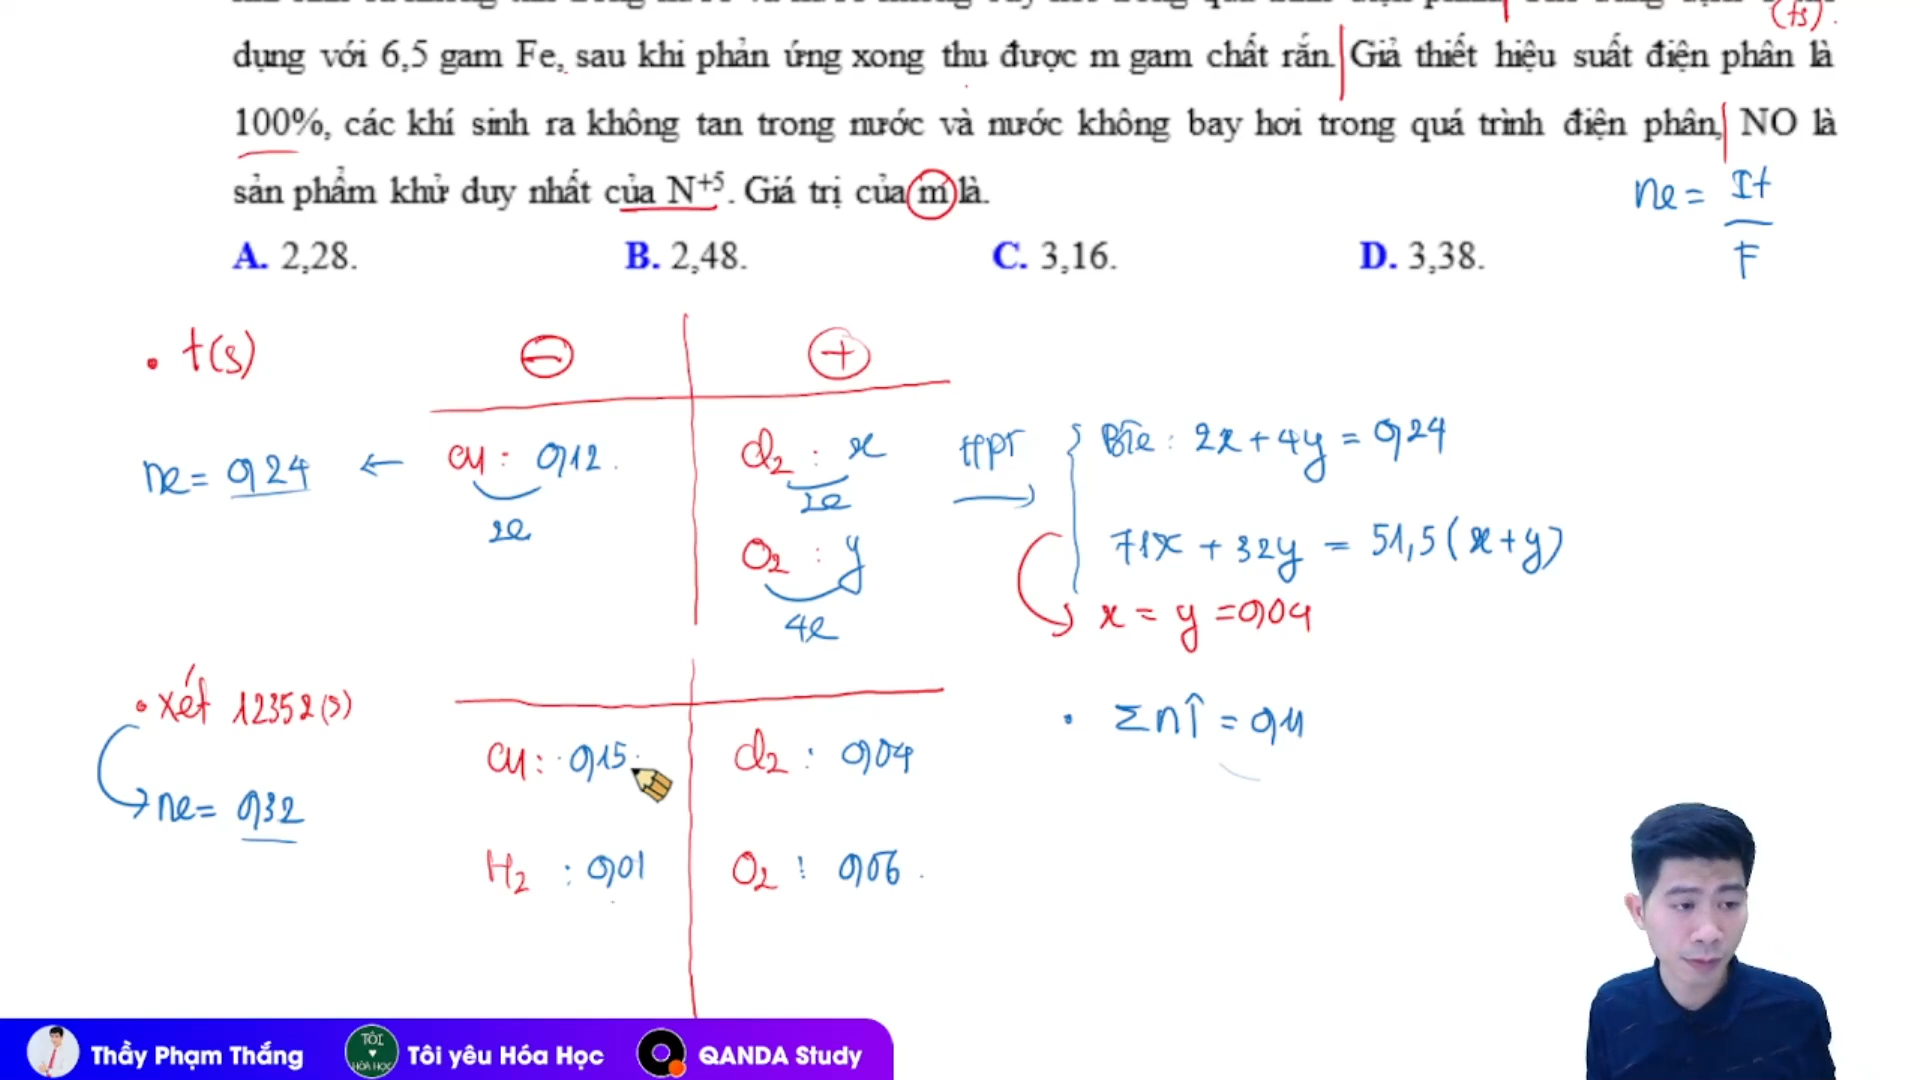 (ts).
dụng với 6,5 gam Fe, sau khi phản ứng xong thu được m gam chất rắn. Giả thiết hiệu suất điện phân là
100%, các khí sinh ra không tan trong nước và nước không bay hơi trong quá trình điện phân, NO là
sản phẩm khử duy nhất của N+5. Giá trị của m là.
ne = It/F
A. 2,28. B. 2,48. C. 3,16. D. 3,38.
• t(s) ⊖ ⊕
ne = 0,24 ← Cu : 0,12. Cl2 : x HPT → { BTe : 2x + 4y = 0,24
2e 2e
O2 : y 71x + 32y = 51,5(x+y)
4e x = y = 0,04
• xét 12352(s) • Σn↑ = 0,11
Cu : 0,15. Cl2 : 0,04
ne = 0,32
H2 : 0,01 O2 : 0,06.
Thầy Phạm Thắng TÔI ♥ HÓA HỌC Tôi yêu Hóa Học QANDA Study